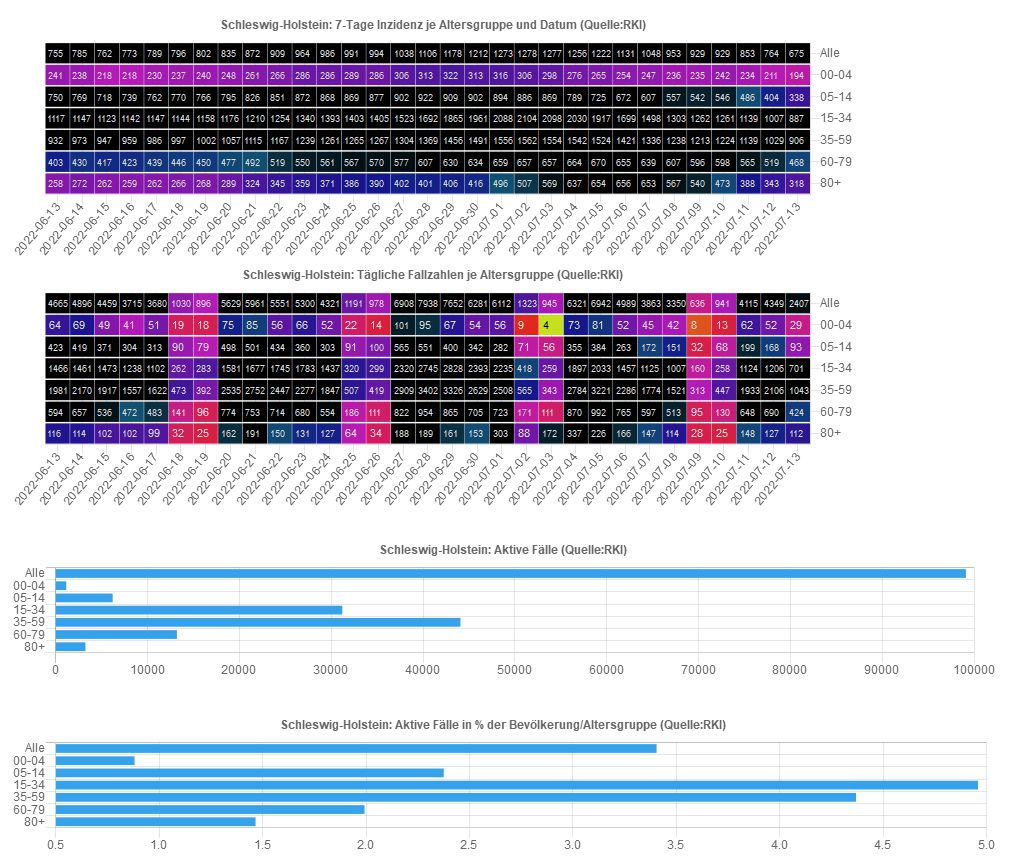 Schleswig-Holstein: 7-Tage Inzidenz je Altersgruppe und Datum (Quelle:RKI)
755 785 762 773 789 796 802 835 872 909 964 986 991 994 1038 1106 1178 1212 1273 1278 1277 1256 1222 1131 1048 953 929 929 853 764 675 Alle
241 238 218 218 230 237 240 248 261 266 286 286 289 286 306 313 322 313 316 306 298 276 265 254 247 236 235 242 234 211 194 00-04
750 769 718 739 762 770 766 795 826 851 872 868 869 877 902 922 909 902 894 886 869 789 725 672 607 557 542 546 486 404 338 05-14
1117 1147 1123 1142 1147 1144 1158 1176 1210 1254 1340 1393 1403 1405 1523 1692 1865 1961 2088 2104 2098 2030 1917 1699 1498 1303 1262 1261 1139 1007 887 15-34
932 973 947 959 986 997 1002 1057 1115 1167 1239 1261 1265 1267 1304 1369 1456 1491 1556 1562 1554 1542 1524 1421 1336 1238 1213 1224 1139 1029 906 35-59
403 430 417 423 439 446 450 477 492 519 550 561 567 570 577 607 630 634 659 657 657 664 670 655 639 607 596 598 565 519 468 60-79
258 272 262 259 262 266 268 289 324 345 359 371 386 390 402 401 406 416 496 507 569 637 654 656 653 567 540 473 388 343 318 80+
2022-06-13 2022-06-14 2022-06-15 2022-06-16 2022-06-17 2022-06-18 2022-06-19 2022-06-20 2022-06-21 2022-06-22 2022-06-23 2022-06-24 2022-06-25 2022-06-26 2022-06-27 2022-06-28 2022-06-29 2022-06-30 2022-07-01 2022-07-02 2022-07-03 2022-07-04 2022-07-05 2022-07-06 2022-07-07 2022-07-08 2022-07-09 2022-07-10 2022-07-11 2022-07-12 2022-07-13
Schleswig-Holstein: Tägliche Fallzahlen je Altersgruppe (Quelle:RKI)
4665 4896 4459 3715 3680 1030 896 5629 5961 5551 5300 4321 1191 978 6908 7938 7652 6281 6112 1323 945 6321 6942 4989 3863 3350 636 941 4115 4349 2407 Alle
64 69 49 41 51 19 18 75 85 56 66 52 22 14 101 95 67 54 56 9 4 73 81 52 45 42 8 13 62 52 29 00-04
423 419 371 304 313 90 79 498 501 434 360 303 91 100 565 551 400 342 282 71 56 355 384 263 172 151 32 68 199 168 93 05-14
1466 1461 1473 1238 1102 262 283 1581 1677 1745 1783 1437 320 299 2320 2745 2828 2393 2235 418 259 1897 2033 1457 1125 1007 160 258 1124 1206 701 15-34
1981 2170 1917 1557 1622 473 392 2535 2752 2447 2277 1847 507 419 2909 3402 3326 2629 2508 565 343 2784 3221 2286 1774 1521 313 447 1933 2106 1043 35-59
594 657 536 472 483 141 96 774 753 714 680 554 186 111 822 954 865 705 723 171 111 870 992 765 597 513 95 130 648 690 424 60-79
116 114 102 102 99 32 25 162 191 150 131 127 64 34 188 189 161 153 303 88 172 337 226 166 147 114 28 25 148 127 112 80+
2022-06-13 2022-06-14 2022-06-15 2022-06-16 2022-06-17 2022-06-18 2022-06-19 2022-06-20 2022-06-21 2022-06-22 2022-06-23 2022-06-24 2022-06-25 2022-06-26 2022-06-27 2022-06-28 2022-06-29 2022-06-30 2022-07-01 2022-07-02 2022-07-03 2022-07-04 2022-07-05 2022-07-06 2022-07-07 2022-07-08 2022-07-09 2022-07-10 2022-07-11 2022-07-12 2022-07-13
Schleswig-Holstein: Aktive Fälle (Quelle:RKI)
Alle
00-04
05-14
15-34
35-59
60-79
80+
0 10000 20000 30000 40000 50000 60000 70000 80000 90000 100000
Schleswig-Holstein: Aktive Fälle in % der Bevölkerung/Altersgruppe (Quelle:RKI)
Alle
00-04
05-14
15-34
35-59
60-79
80+
0.5 1.0 1.5 2.0 2.5 3.0 3.5 4.0 4.5 5.0